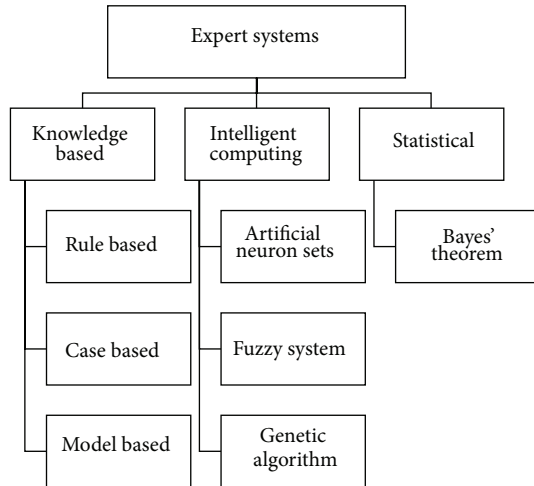 Expert systems
Knowledge
based
Intelligent
computing
Statistical
Rule based
Artificial
neuron sets
Bayes'
theorem
Case based
Fuzzy system
Model based
Genetic
algorithm